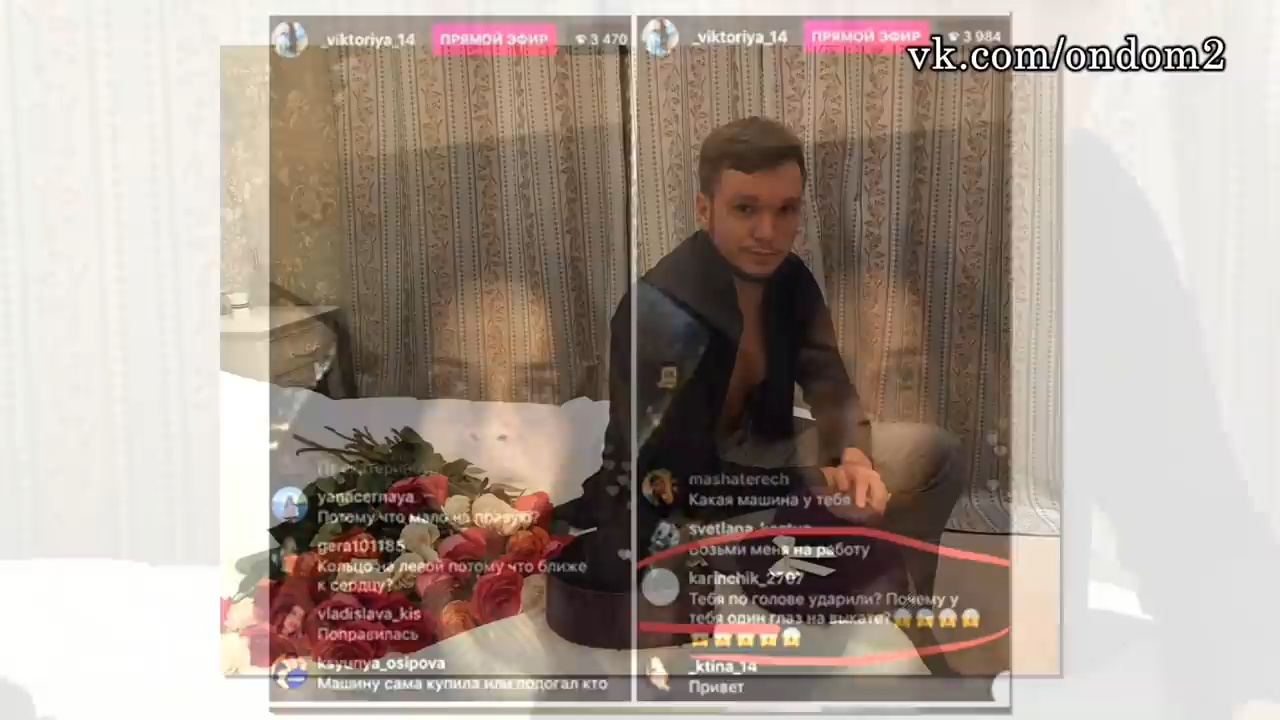 _viktoriya_14
ПРЯМОЙ ЭФИР
3 470
yanacernaya
Потому что мало на правую?
gera101185
Кольцо на левой потому что ближе
к сердцу?
vladislava_kis
Поправилась
ksyunya_osipova
Машину сама купила или подогал кто
_viktoriya_14
ПРЯМОЙ ЭФИР
3 984
vk.com/ondom2
mashaterech
Какая машина у тебя
Возьми меня на работу
karinchik_2707
Тебя по голове ударили? Почему у
тебя один глаз на выкате?
_ktina_14
Привет